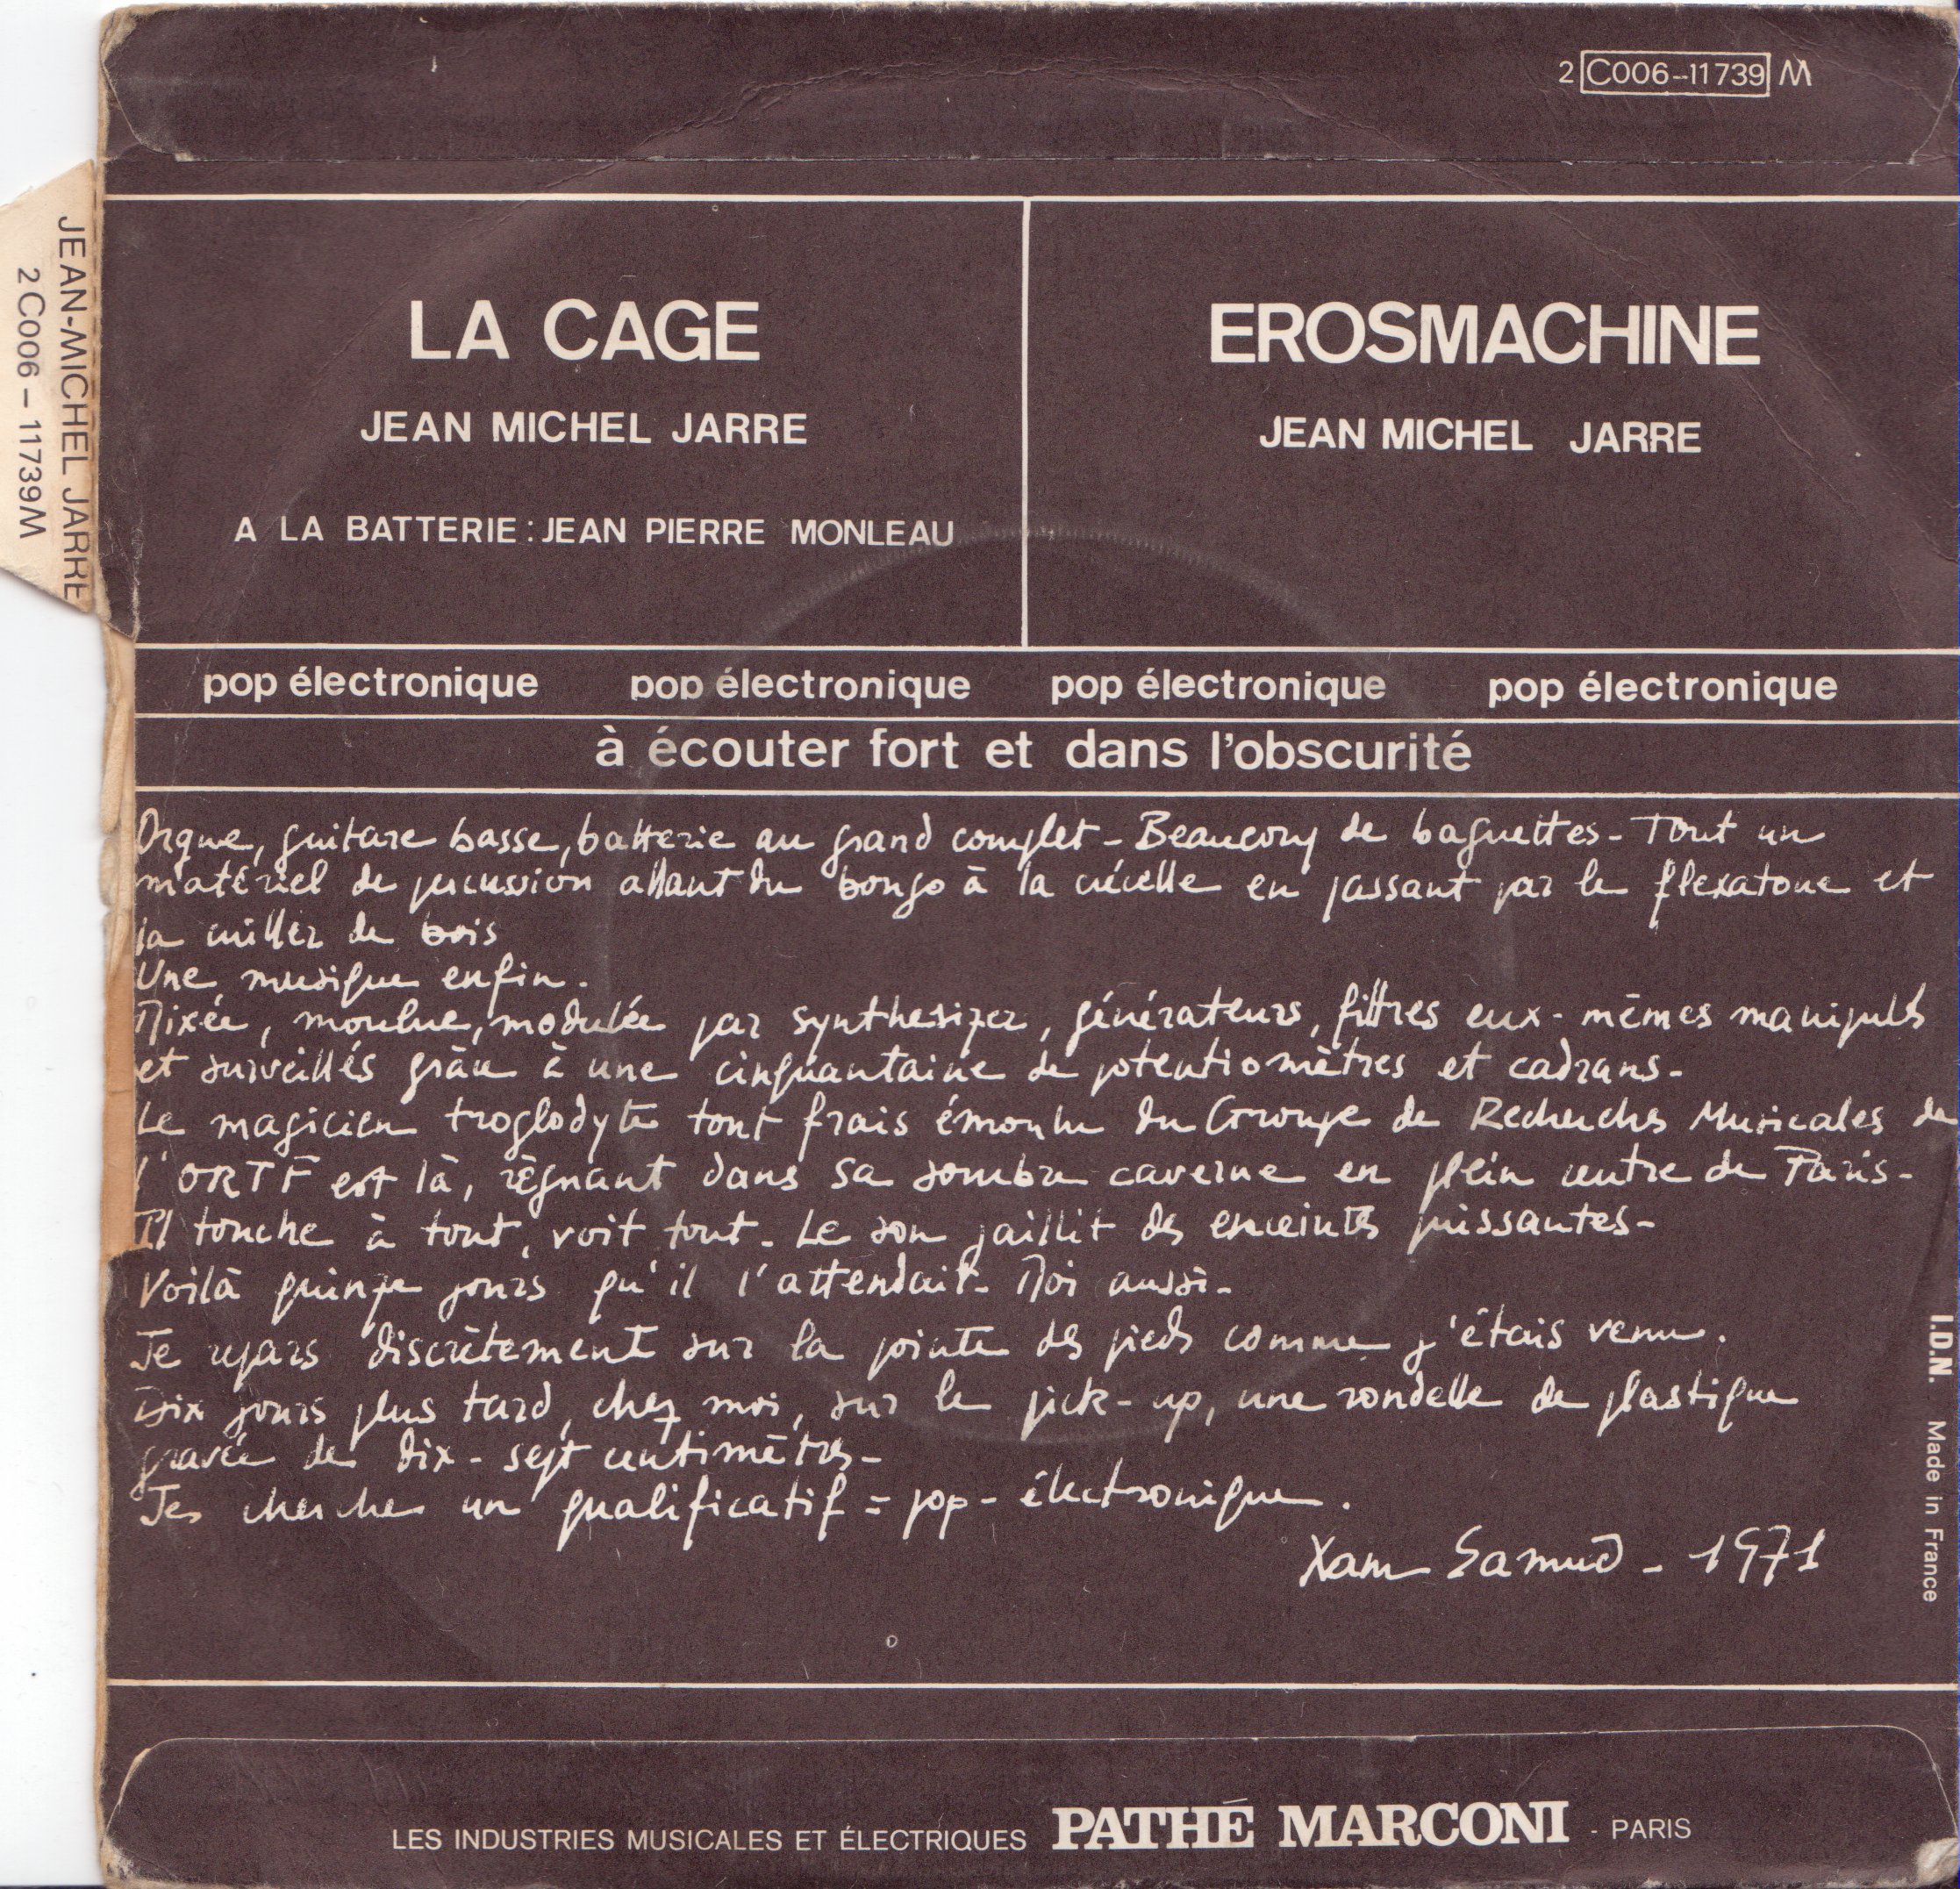 2 C006-11739 M
JEAN-MICHEL JARRE
2C006-11739M
LA CAGE
JEAN MICHEL JARRE
A LA BATTERIE : JEAN PIERRE MONLEAU
EROSMACHINE
JEAN MICHEL JARRE
pop électronique pop électronique pop électronique pop électronique
à écouter fort et dans l'obscurité
Orgue, guitare basse, batterie au grand complet - Beaucoup de baguettes - Tout un
matériel de percussion allant du bongo à la crécelle en passant par le flexatone et
la cuiller de bois
Une musique enfin.
Mixée, moulue, modulée par synthesizer, générateurs, filtres eux-mêmes manipulés
et surveillés grâce à une cinquantaine de potentiomètres et cadrans -
Le magicien troglodyte tout frais émoulu du Groupe de Recherches Musicales de
l'ORTF est là, régnant dans sa sombre caverne en plein centre de Paris -
Il touche à tout, voit tout - Le son jaillit des enceintes puissantes -
Voilà quinze jours qu'il l'attendait - Moi aussi -
Je repars discrètement sur la pointe des pieds comme j'étais venu.
Dix jours plus tard, chez moi, sur le pick-up, une rondelle de plastique
gravée de dix-sept centimètres -
Je cherche un qualificatif = pop-électronique.
Xam Samud - 1971
I.D.N. Made in France
LES INDUSTRIES MUSICALES ET ÉLECTRIQUES PATHÉ MARCONI - PARIS